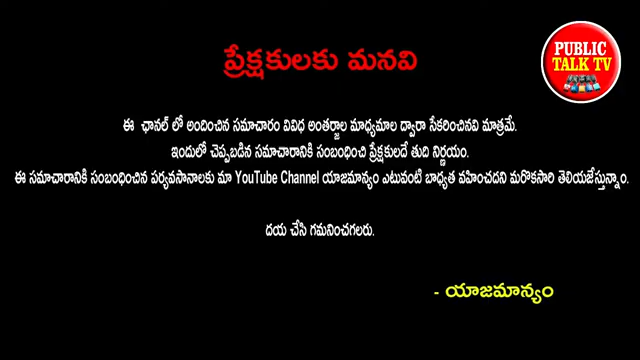 PUBLIC
TALK TV
ప్రేక్షకులకు మనవి
ఈ ఛానల్ లో అందించిన సమాచారం వివిధ అంతర్జాల మాధ్యమాల ద్వారా సేకరించినవి మాత్రమే.
ఇందులో చెప్పబడిన సమాచారానికి సంబంధించి ప్రేక్షకులదే తుది నిర్ణయం.
ఈ సమాచారానికి సంబంధించిన పర్యవసానాలకు మా YouTube Channel యాజమాన్యం ఎటువంటి బాధ్యత వహించదని మరొకసారి తెలియజేస్తున్నాం.
దయ చేసి గమనించగలరు.
- యాజమాన్యం